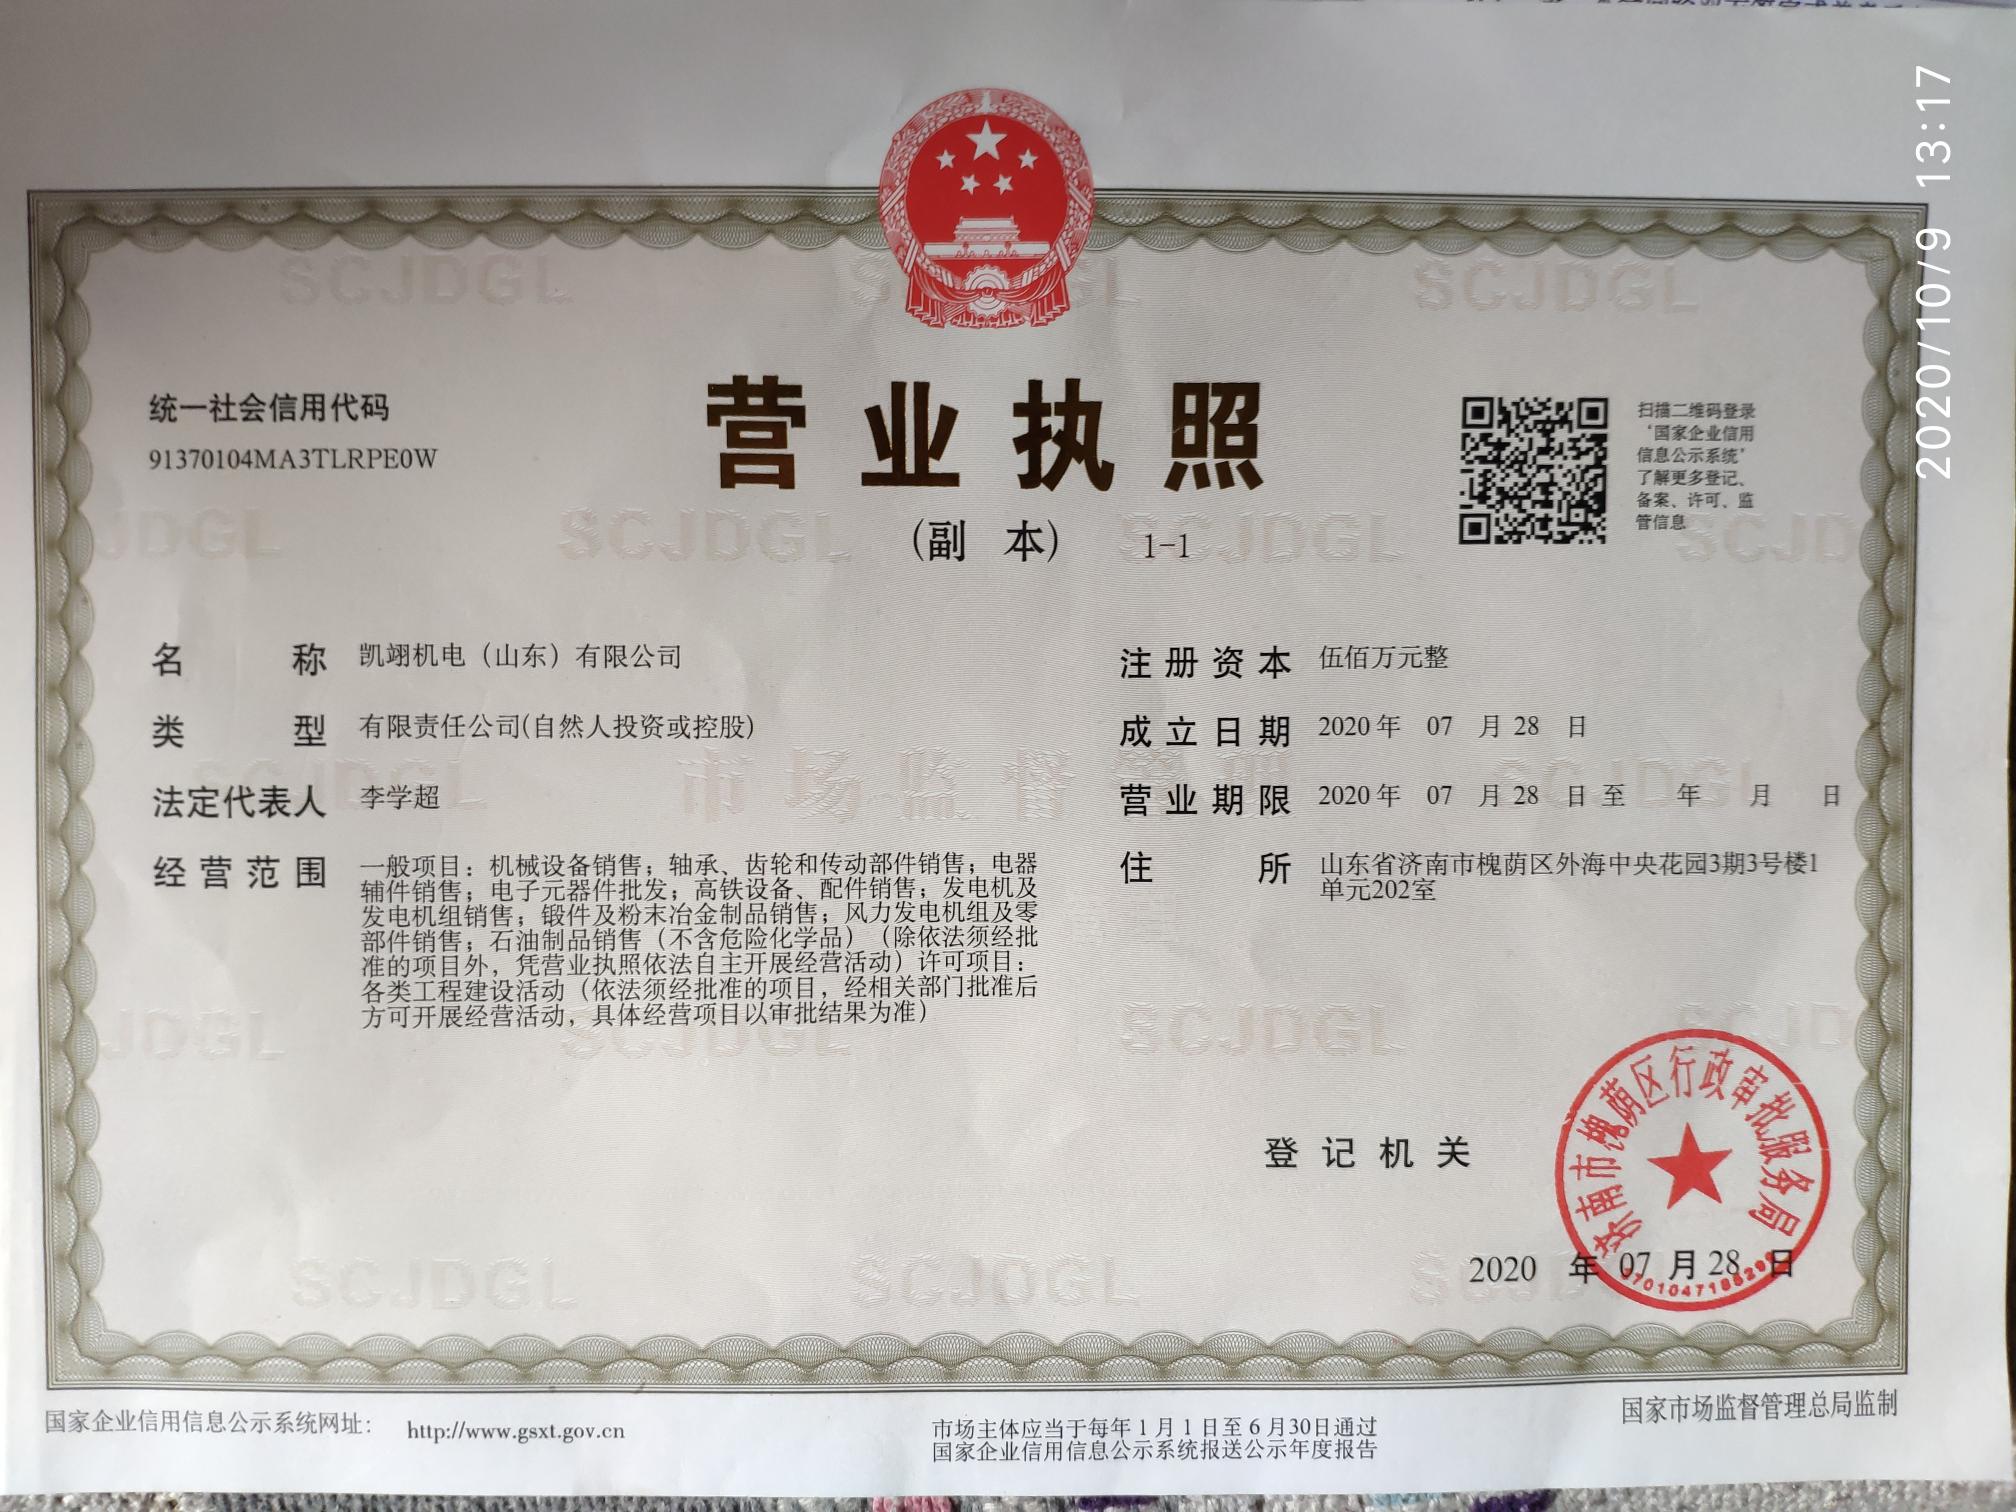 2020/10/9 13:17
统一社会信用代码
91370104MA3TLRPE0W
营业执照
（副 本） 1-1
扫描二维码登录
‘国家企业信用
信息公示系统’
了解更多登记、
备案、许可、监
管信息
名称 凯翊机电（山东）有限公司
类型 有限责任公司(自然人投资或控股)
法定代表人 李学超
经营范围 一般项目：机械设备销售；轴承、齿轮和传动部件销售；电器
辅件销售；电子元器件批发；高铁设备、配件销售；发电机及
发电机组销售；锻件及粉末冶金制品销售；风力发电机组及零
部件销售；石油制品销售（不含危险化学品）（除依法须经批
准的项目外，凭营业执照依法自主开展经营活动）许可项目：
各类工程建设活动（依法须经批准的项目，经相关部门批准后
方可开展经营活动，具体经营项目以审批结果为准）
注册资本 伍佰万元整
成立日期 2020 年 07 月 28 日
营业期限 2020 年 07 月 28 日 至 年 月 日
住所 山东省济南市槐荫区外海中央花园3期3号楼1
单元202室
登记机关
济南市槐荫区行政审批服务局
2020 年 07 月 28 日
国家企业信用信息公示系统网址： http://www.gsxt.gov.cn
市场主体应当于每年 1 月 1 日至 6 月30日通过
国家企业信用信息公示系统报送公示年度报告
国家市场监督管理总局监制